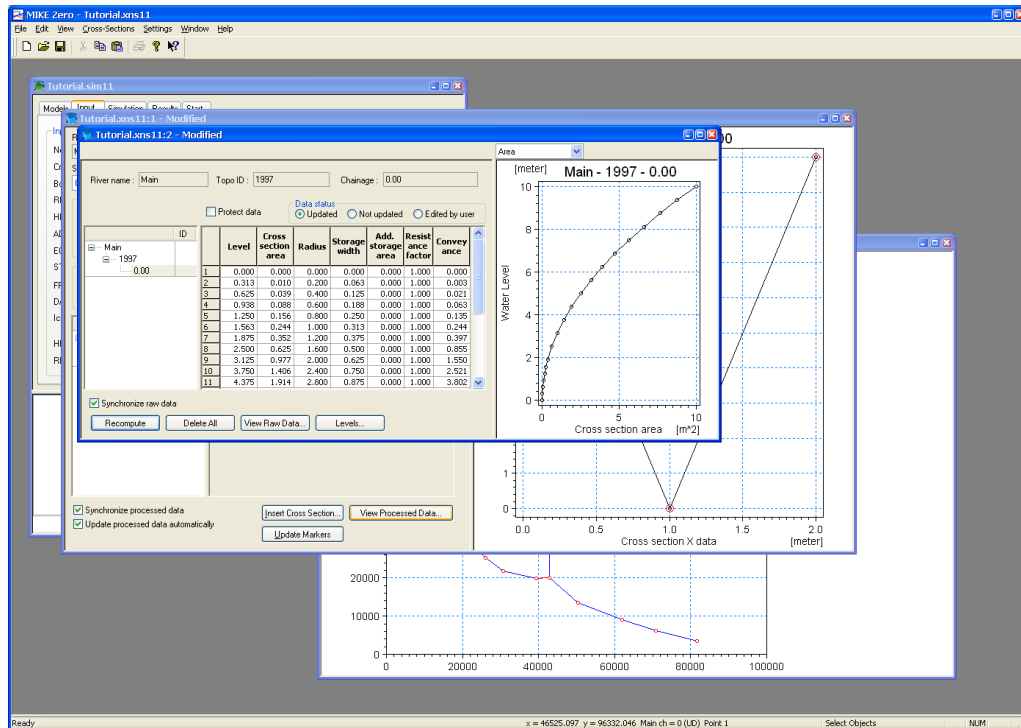 MIKE Zero - Tutorial.xns11
File Edit View Cross-Sections Settings Window Help
Tutorial.sim11
Models Input Simulation Results Start
Tutorial.xns11:1 - Modified
Tutorial.xns11:2 - Modified
Area
River name : Main Topo ID : 1997 Chainage : 0.00
Protect data
Data status
Updated Not updated Edited by user
ID
Main
1997
0.00
Level Cross section area Radius Storage width Add. storage area Resist ance factor Convey ance
1 0.000 0.000 0.000 0.000 0.000 1.000 0.000
2 0.313 0.010 0.200 0.063 0.000 1.000 0.003
3 0.625 0.039 0.400 0.125 0.000 1.000 0.021
4 0.938 0.088 0.600 0.188 0.000 1.000 0.063
5 1.250 0.156 0.800 0.250 0.000 1.000 0.135
6 1.563 0.244 1.000 0.313 0.000 1.000 0.244
7 1.875 0.352 1.200 0.375 0.000 1.000 0.397
8 2.500 0.625 1.600 0.500 0.000 1.000 0.855
9 3.125 0.977 2.000 0.625 0.000 1.000 1.550
10 3.750 1.406 2.400 0.750 0.000 1.000 2.521
11 4.375 1.914 2.800 0.875 0.000 1.000 3.802
Synchronize raw data
Recompute Delete All View Raw Data... Levels...
[meter] Main - 1997 - 0.00
10
8
6
4
2
0
Water Level
0 5 10
Cross section area [m^2]
Synchronize processed data
Update processed data automatically
Insert Cross Section... View Processed Data...
Update Markers
1
0
0.0 0.5 1.0 1.5 2.0
Cross section X data [meter]
20000
10000
0
0 20000 40000 60000 80000 100000
Ready x = 46525.097 y = 96332.046 Main ch = 0 (UD) Point 1 Select Objects NUM